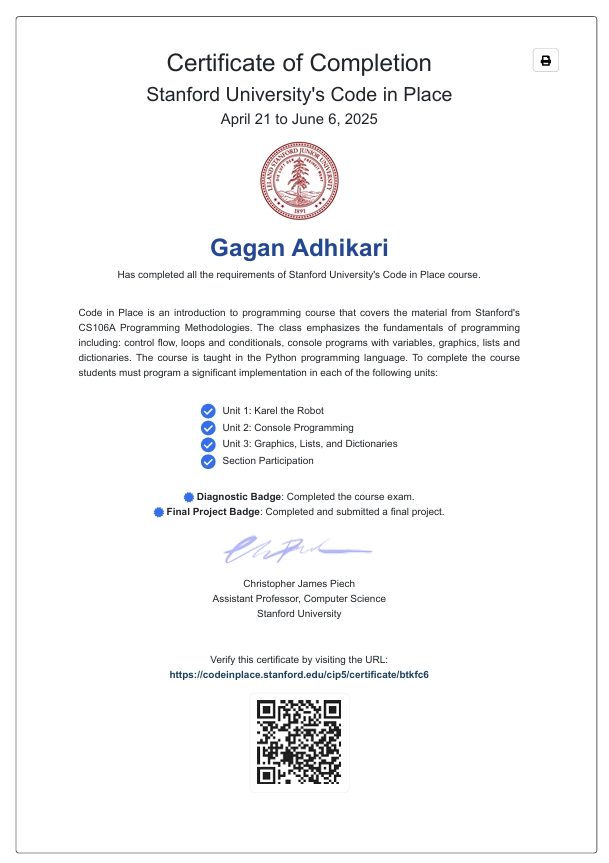 Certificate of Completion
Stanford University's Code in Place
April 21 to June 6, 2025
LELAND STANFORD JUNIOR UNIVERSITY
1891
Gagan Adhikari
Has completed all the requirements of Stanford University's Code in Place course.
Code in Place is an introduction to programming course that covers the material from Stanford's
CS106A Programming Methodologies. The class emphasizes the fundamentals of programming
including: control flow, loops and conditionals, console programs with variables, graphics, lists and
dictionaries. The course is taught in the Python programming language. To complete the course
students must program a significant implementation in each of the following units:
Unit 1: Karel the Robot
Unit 2: Console Programming
Unit 3: Graphics, Lists, and Dictionaries
Section Participation
Diagnostic Badge: Completed the course exam.
Final Project Badge: Completed and submitted a final project.
Christopher James Piech
Assistant Professor, Computer Science
Stanford University
Verify this certificate by visiting the URL:
https://codeinplace.stanford.edu/cip5/certificate/btkfc6